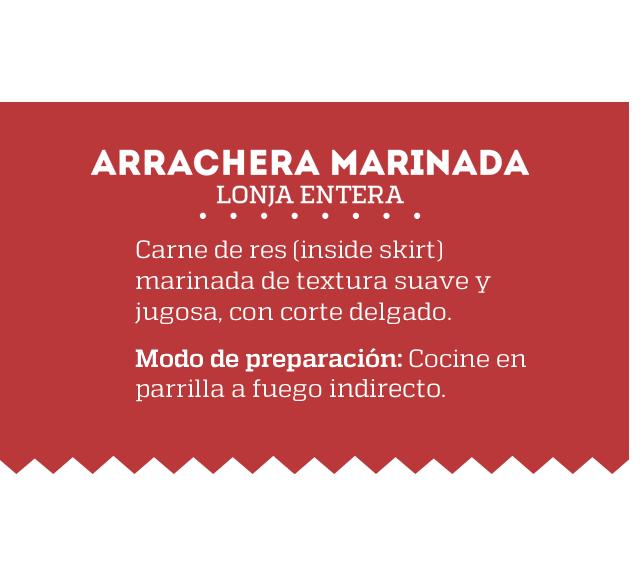 ARRACHERA MARINADA
LONJA ENTERA
Carne de res (inside skirt)
marinada de textura suave y
jugosa, con corte delgado.
Modo de preparación: Cocine en
parrilla a fuego indirecto.